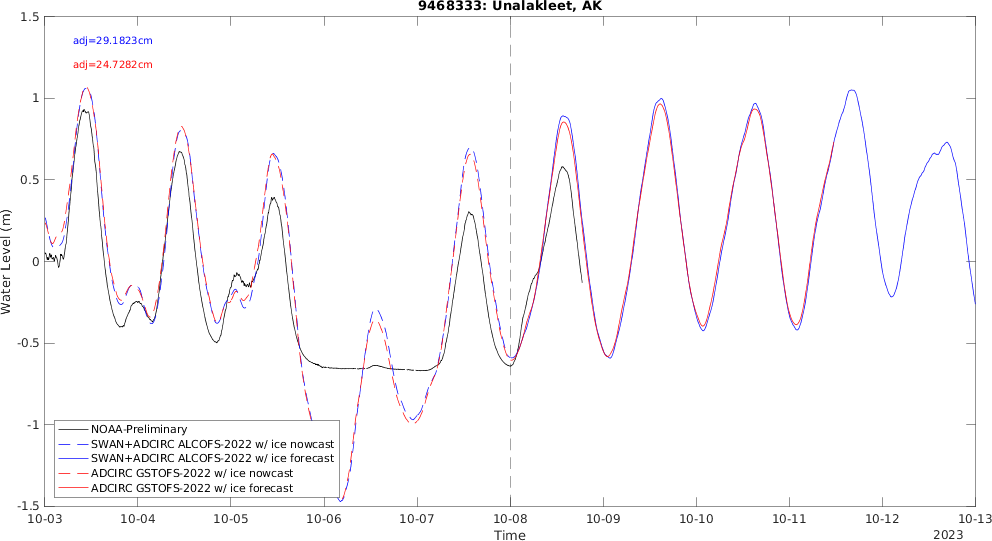 9468333: Unalakleet, AK
adj=29.1823cm
adj=24.7282cm
Water Level (m)
1.5
1
0.5
0
-0.5
-1
-1.5
NOAA-Preliminary
SWAN+ADCIRC ALCOFS-2022 w/ ice nowcast
SWAN+ADCIRC ALCOFS-2022 w/ ice forecast
ADCIRC GSTOFS-2022 w/ ice nowcast
ADCIRC GSTOFS-2022 w/ ice forecast
10-03 10-04 10-05 10-06 10-07 10-08 10-09 10-10 10-11 10-12 10-13
Time
2023